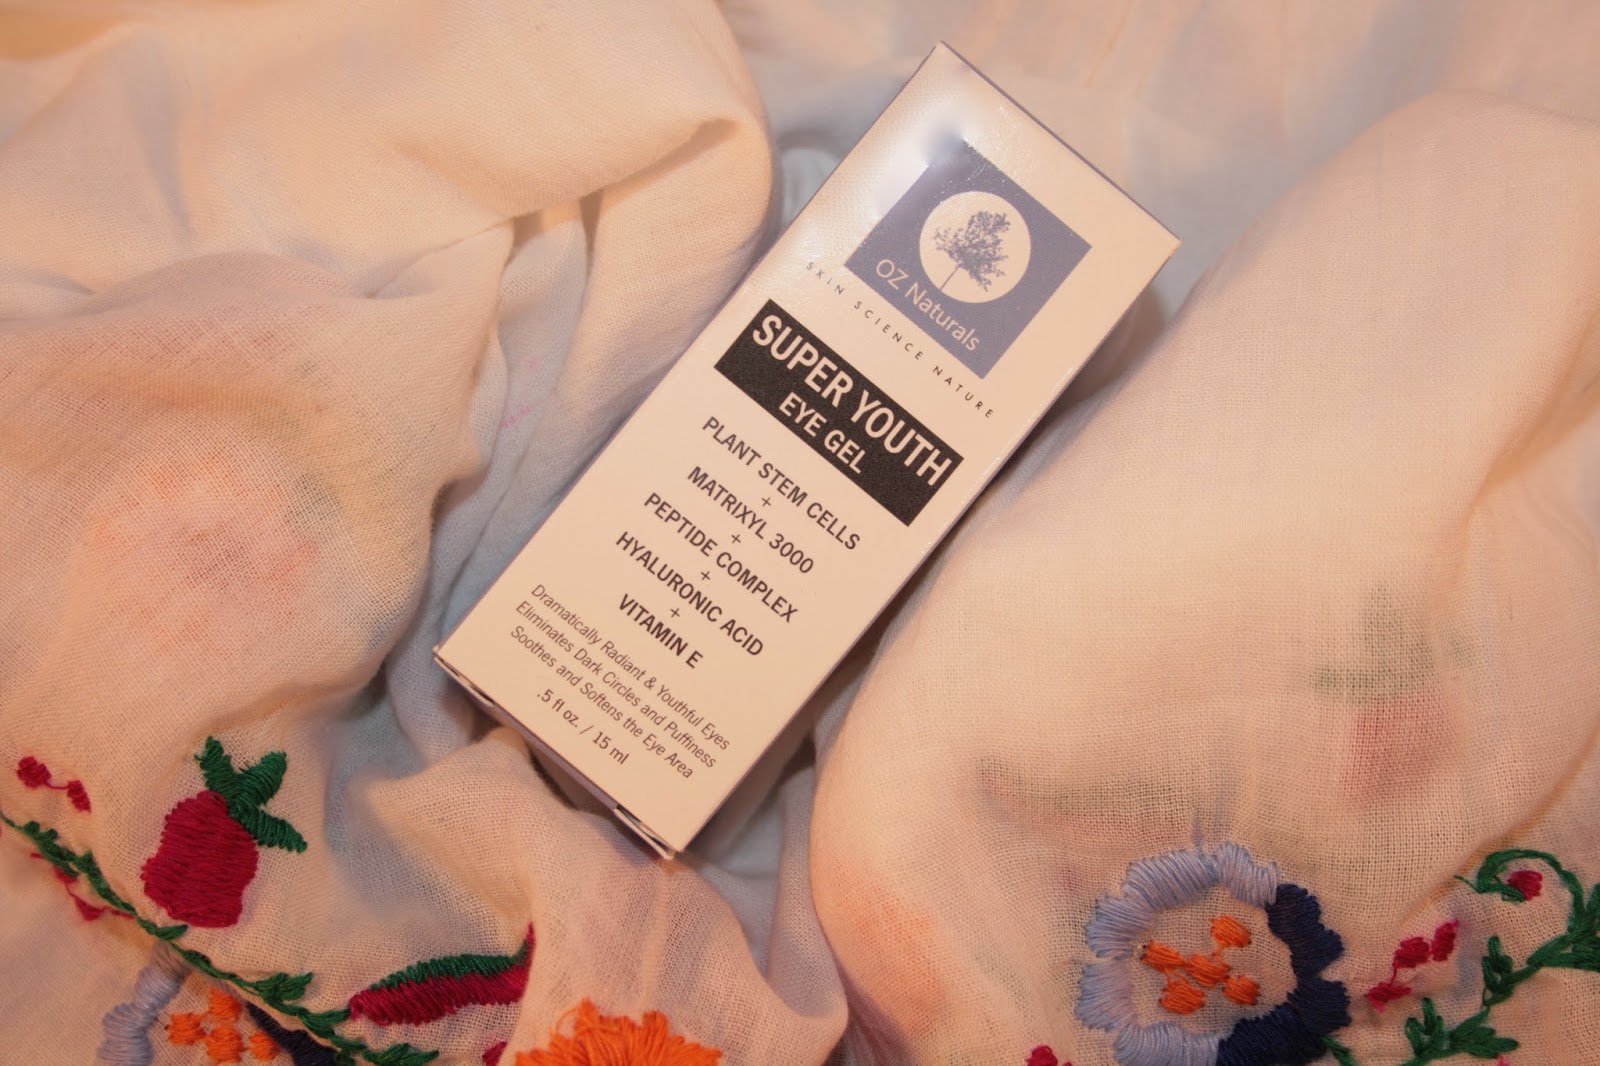 OZ Naturals
SKIN SCIENCE NATURE
SUPER YOUTH
EYE GEL
PLANT STEM CELLS
+
MATRIXYL 3000
+
PEPTIDE COMPLEX
+
HYALURONIC ACID
+
VITAMIN E
Dramatically Radiant & Youthful Eyes
Eliminates Dark Circles and Puffiness
Soothes and Softens the Eye Area
.5 fl oz. / 15 ml